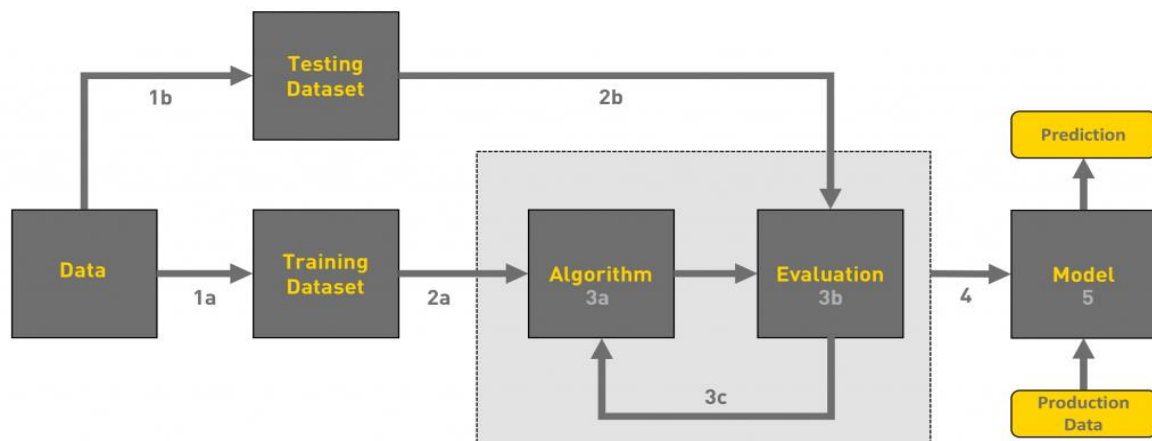 Testing
Dataset
1b
2b
Prediction
Data
1a
Training
Dataset
2a
Algorithm
3a
Evaluation
3b
4
Model
5
3c
Production
Data